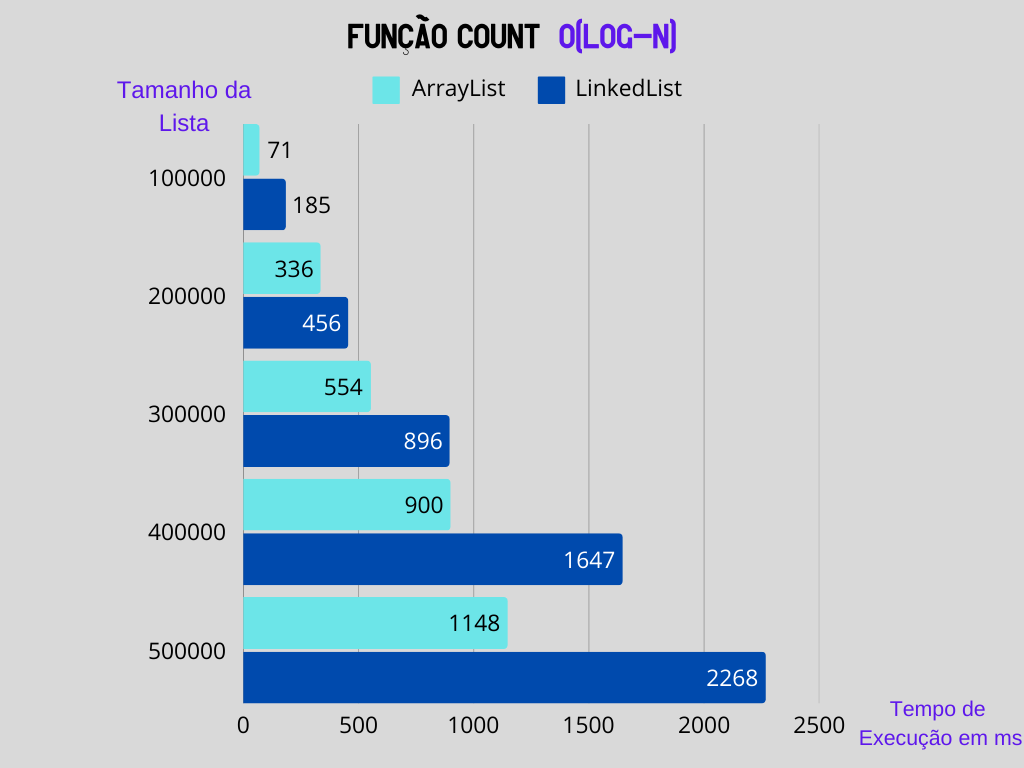 FUNÇÃO COUNT O(LOG-N)
ArrayList LinkedList
Tamanho da
Lista
71
100000
185
336
200000
456
554
300000
896
900
400000
1647
1148
500000
2268
0 500 1000 1500 2000 2500
Tempo de
Execução em ms